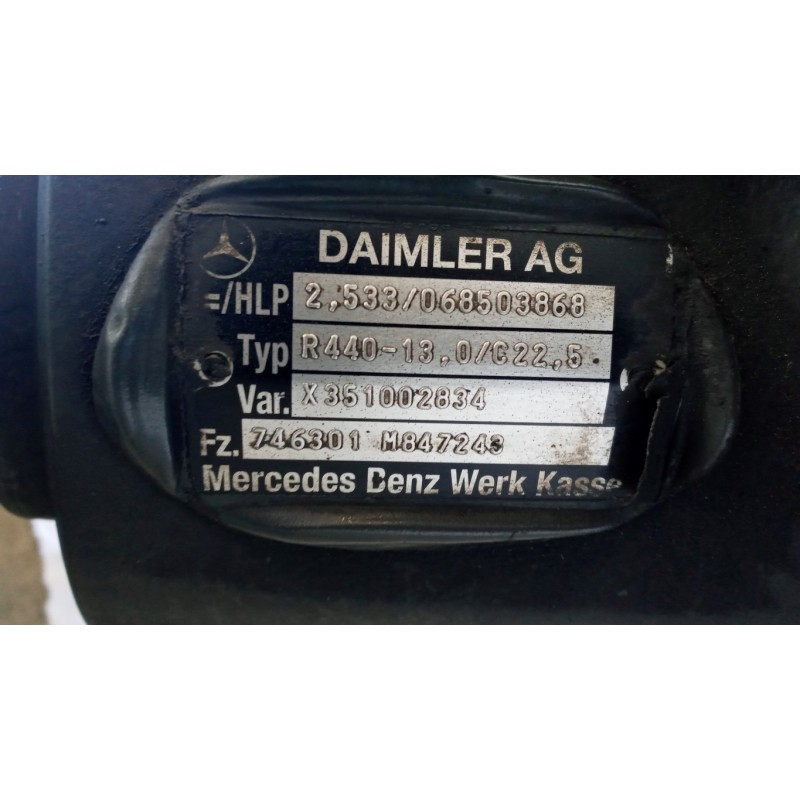 DAIMLER AG
=/HLP 2,533/068503868
Typ R440-13,0/C22,5
Var. X351002834
Fz. 746301 M847243
Mercedes Denz Werk Kasse